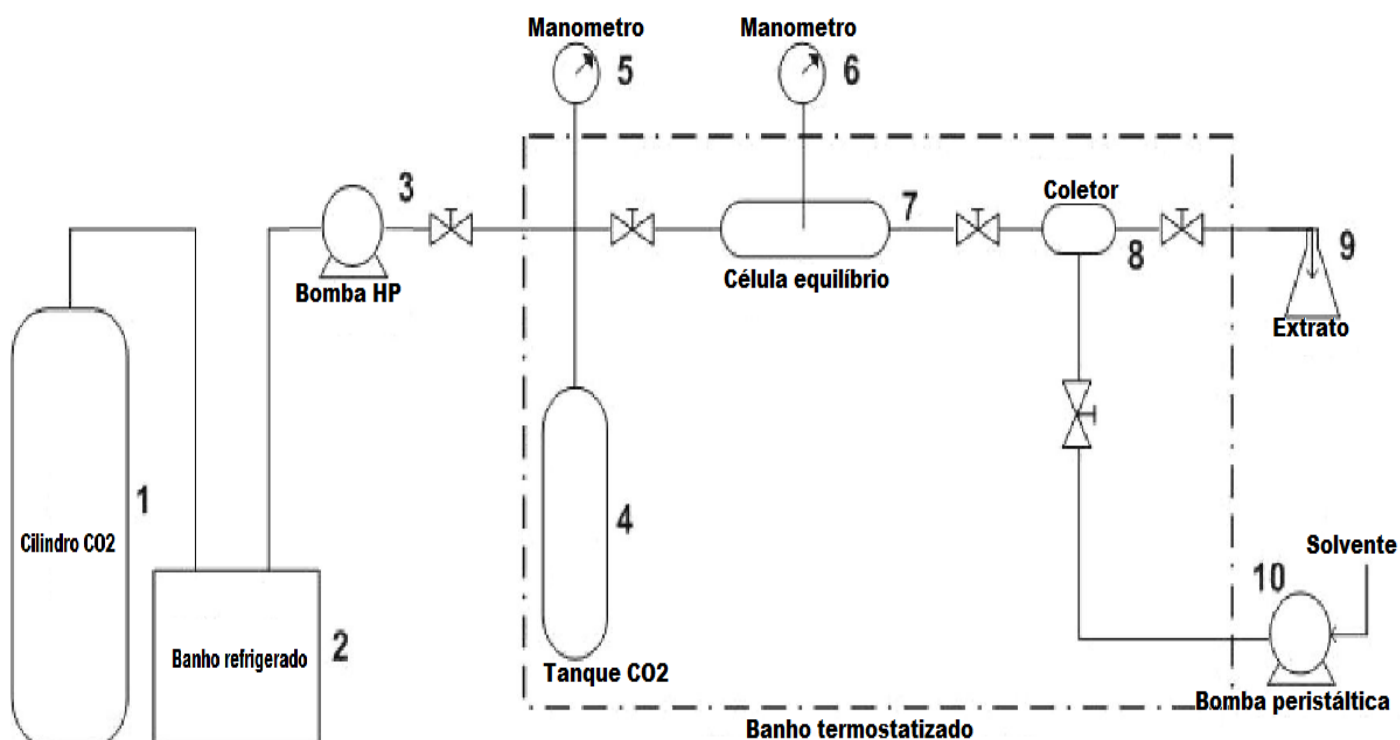 Manometro
5
Manometro
6
3
Bomba HP
7
Célula equilíbrio
Coletor
8
9
Extrato
1
Cilindro CO2
2
Banho refrigerado
4
Tanque CO2
Solvente
10
Bomba peristáltica
Banho termostatizado